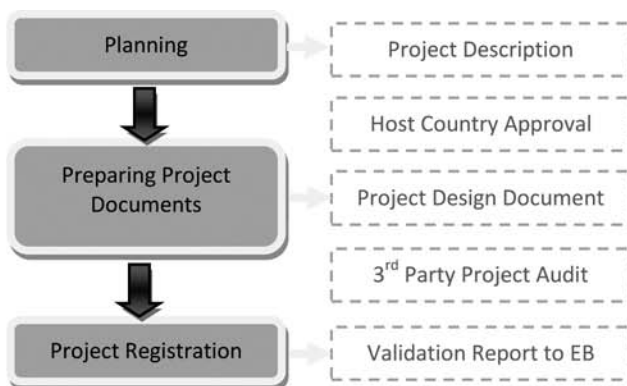 Planning
Project Description
Host Country Approval
Preparing Project
Documents
Project Design Document
3rd Party Project Audit
Project Registration
Validation Report to EB